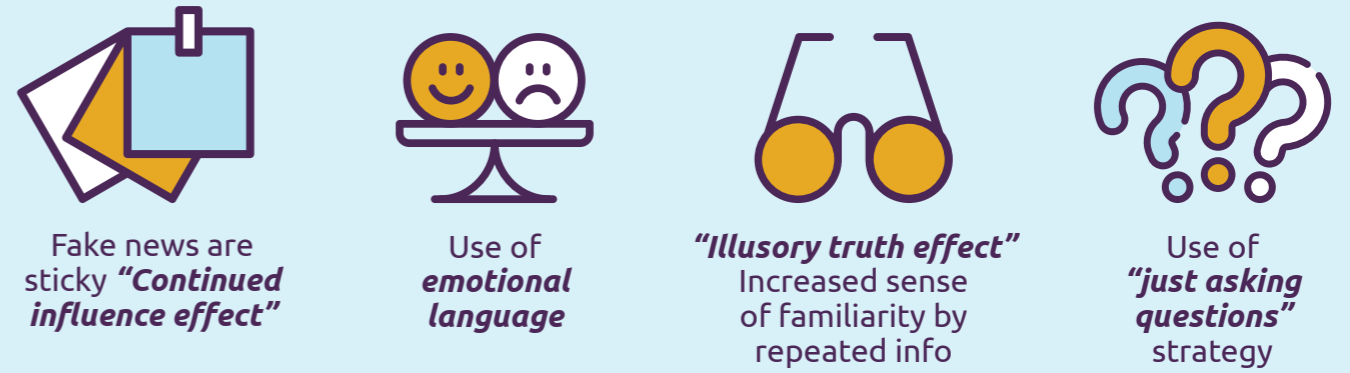 Fake news are
sticky “Continued
influence effect”
Use of
emotional
language
“Illusory truth effect”
Increased sense
of familiarity by
repeated info
Use of
“just asking
questions”
strategy